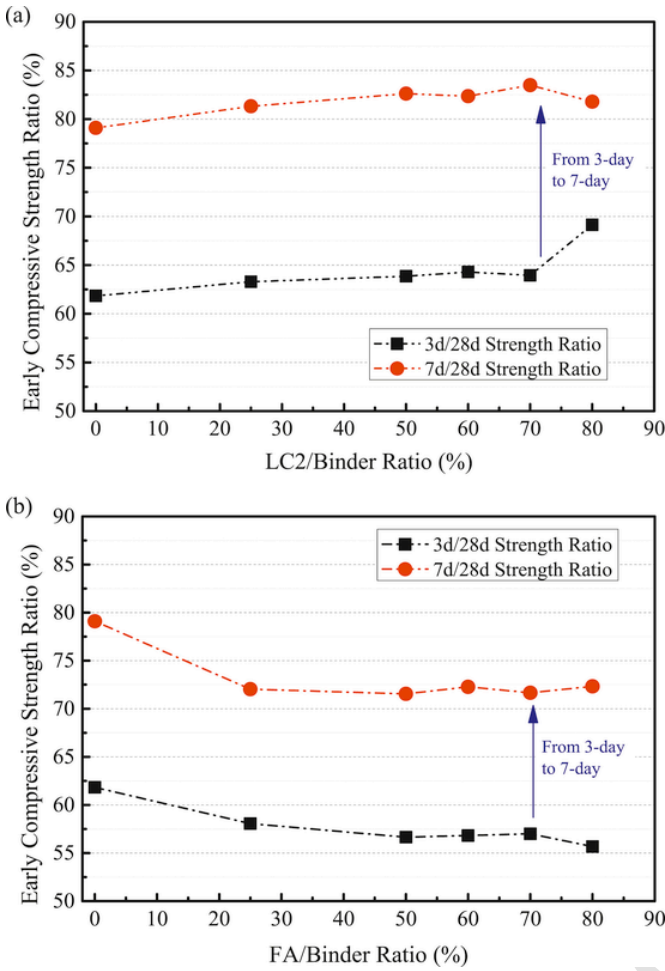 (a)
90
85
80
75
70
65
60
55
50
Early Compressive Strength Ratio (%)
From 3-day
to 7-day
3d/28d Strength Ratio
7d/28d Strength Ratio
0 10 20 30 40 50 60 70 80 90
LC2/Binder Ratio (%)
(b)
90
85
80
75
70
65
60
55
50
Early Compressive Strength Ratio (%)
3d/28d Strength Ratio
7d/28d Strength Ratio
From 3-day
to 7-day
0 10 20 30 40 50 60 70 80 90
FA/Binder Ratio (%)